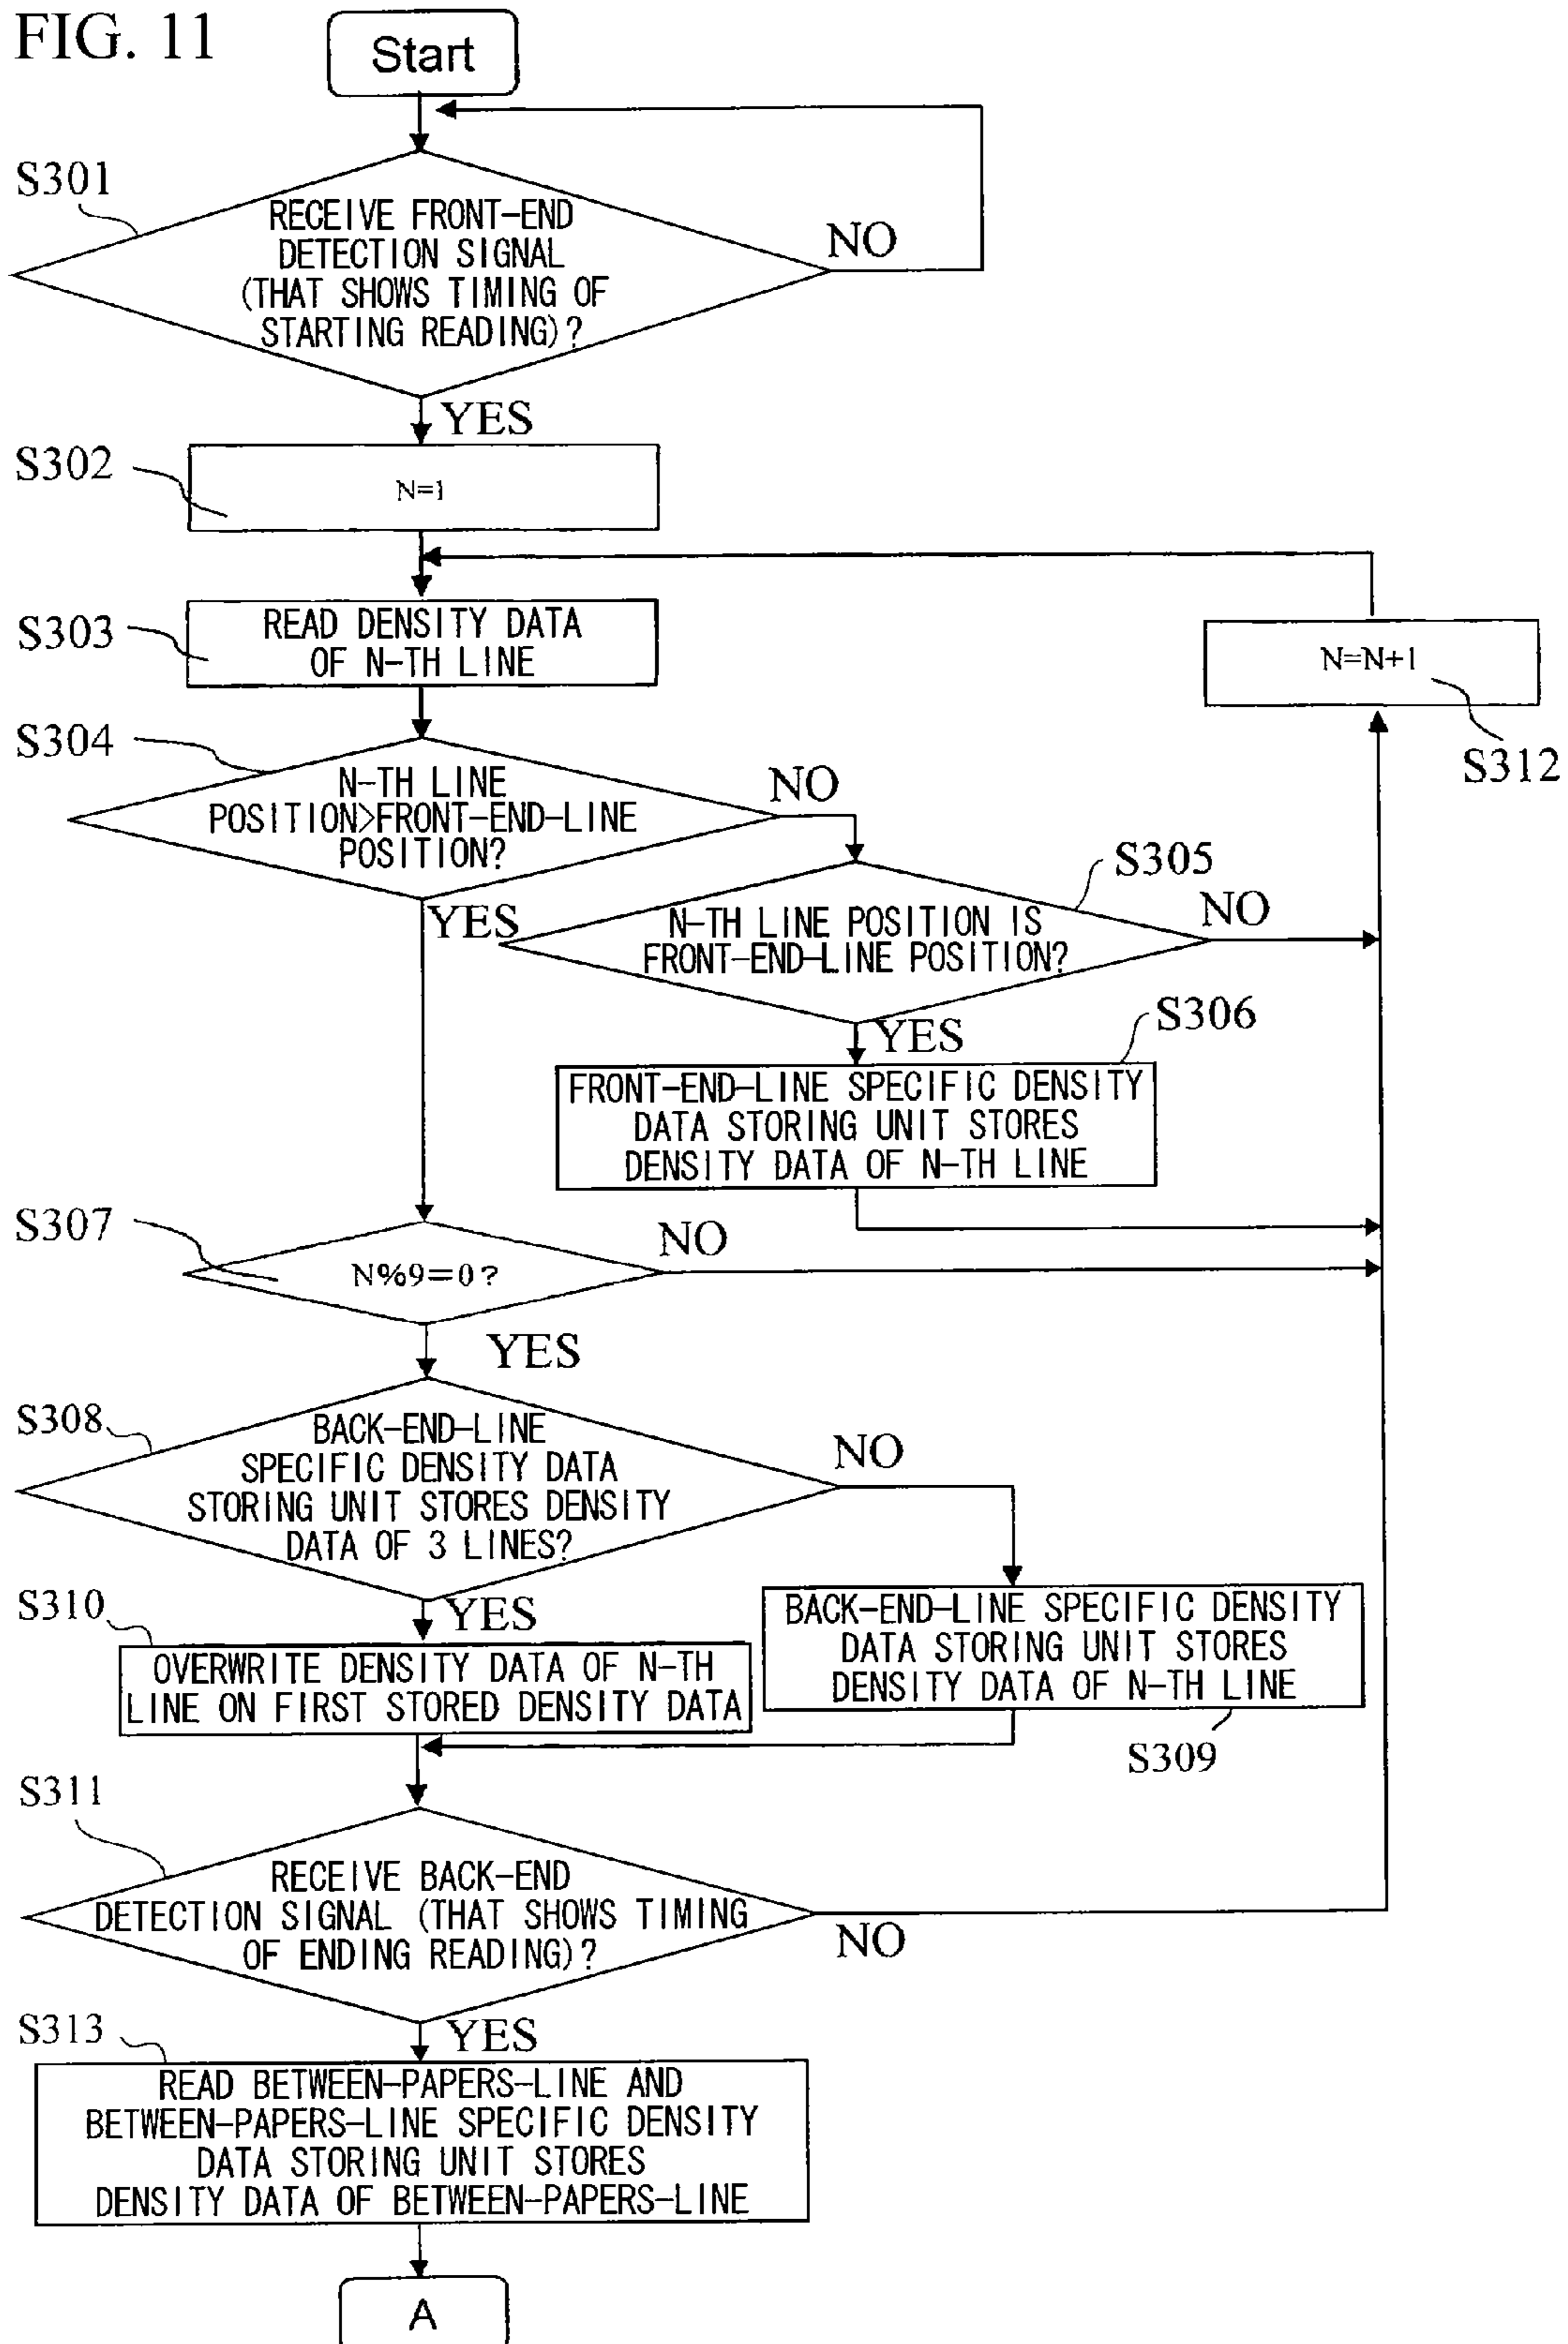 FIG. 11
Start
S301
RECEIVE FRONT-END
DETECTION SIGNAL
(THAT SHOWS TIMING OF
STARTING READING)?
NO
YES
S302
N=1
S303
READ DENSITY DATA
OF N-TH LINE
N=N+1
S312
S304
N-TH LINE
POSITION>FRONT-END-LINE
POSITION?
NO
YES
S305
N-TH LINE POSITION IS
FRONT-END-LINE POSITION?
NO
YES
S306
FRONT-END-LINE SPECIFIC DENSITY
DATA STORING UNIT STORES
DENSITY DATA OF N-TH LINE
S307
N%9=0?
NO
YES
S308
BACK-END-LINE
SPECIFIC DENSITY DATA
STORING UNIT STORES DENSITY
DATA OF 3 LINES?
NO
YES
S310
OVERWRITE DENSITY DATA OF N-TH
LINE ON FIRST STORED DENSITY DATA
BACK-END-LINE SPECIFIC DENSITY
DATA STORING UNIT STORES
DENSITY DATA OF N-TH LINE
S309
S311
RECEIVE BACK-END
DETECTION SIGNAL (THAT SHOWS TIMING
OF ENDING READING)?
NO
YES
S313
READ BETWEEN-PAPERS-LINE AND
BETWEEN-PAPERS-LINE SPECIFIC DENSITY
DATA STORING UNIT STORES
DENSITY DATA OF BETWEEN-PAPERS-LINE
A